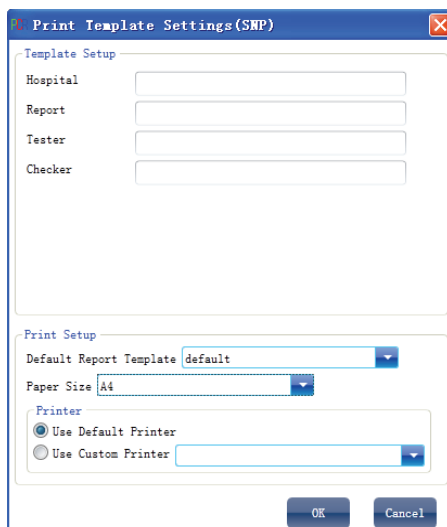 Print Template Settings(SNP)
Template Setup
Hospital
Report
Tester
Checker
Print Setup
Default Report Template default
Paper Size A4
Printer
Use Default Printer
Use Custom Printer
OK Cancel